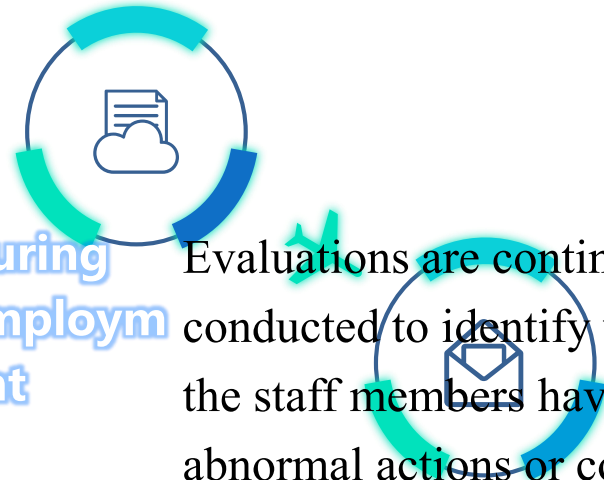 uring
mploym
nt
Evaluations are contin
conducted to identify
the staff members hav
abnormal actions or co